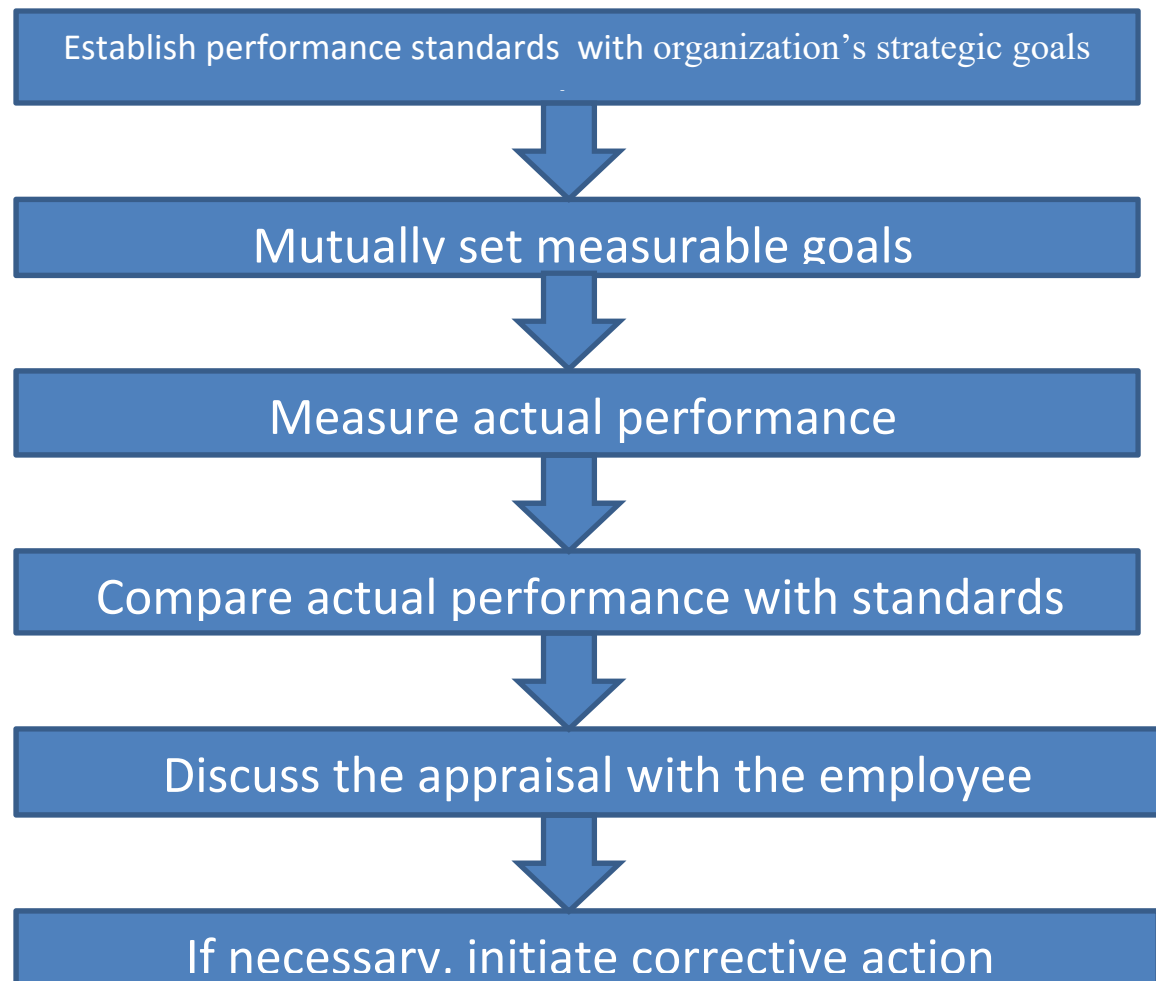 Establish performance standards with organization’s strategic goals
Mutually set measurable goals
Measure actual performance
Compare actual performance with standards
Discuss the appraisal with the employee
If necessary, initiate corrective action